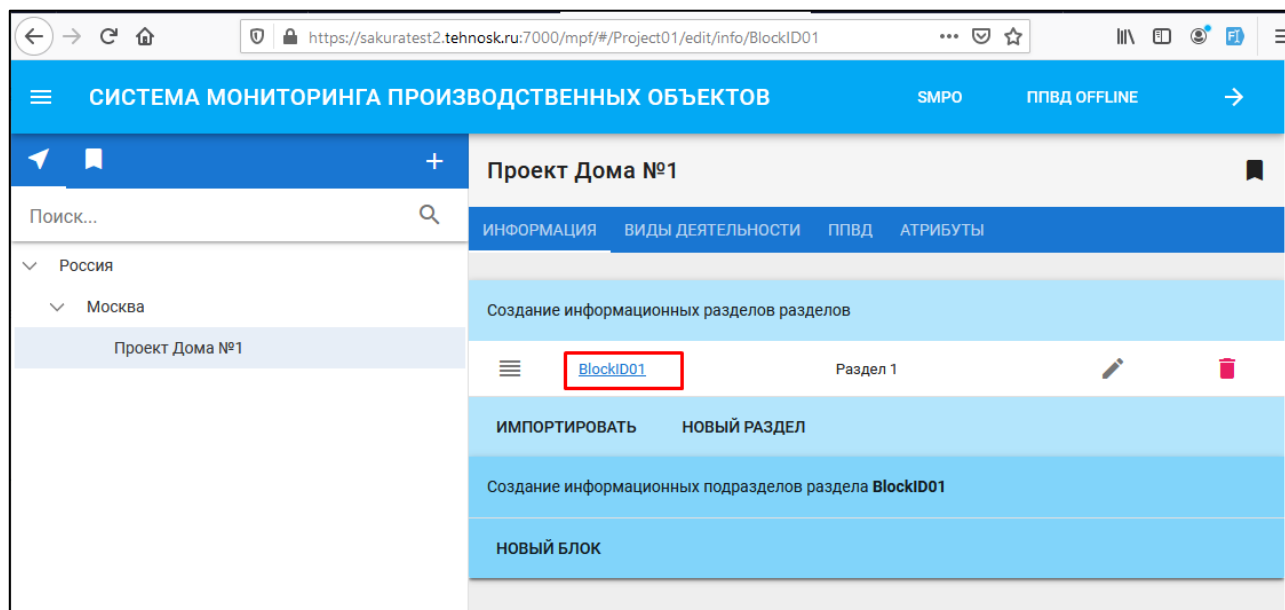 https://sakuratest2.tehnosk.ru:7000/mpf/#/Project01/edit/info/BlockID01
СИСТЕМА МОНИТОРИНГА ПРОИЗВОДСТВЕННЫХ ОБЪЕКТОВ SMPO ППВД OFFLINE
Проект Дома №1
Поиск...
ИНФОРМАЦИЯ ВИДЫ ДЕЯТЕЛЬНОСТИ ППВД АТРИБУТЫ
Россия
Москва
Проект Дома №1
Создание информационных разделов разделов
BlockID01 Раздел 1
ИМПОРТИРОВАТЬ НОВЫЙ РАЗДЕЛ
Создание информационных подразделов раздела BlockID01
НОВЫЙ БЛОК